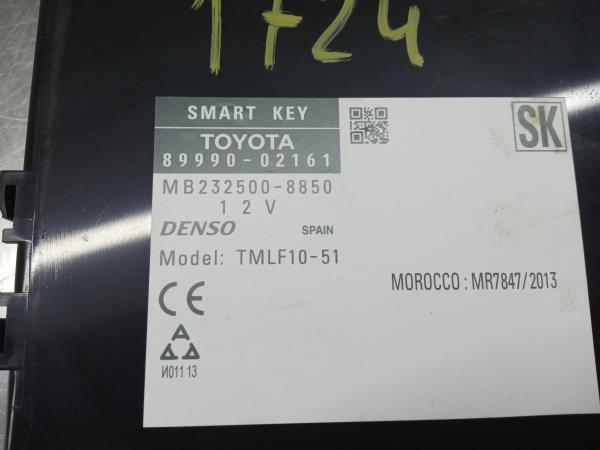 1724
SMART KEY
TOYOTA
89990-02161
SK
MB232500-8850
12V
DENSO SPAIN
Model: TMLF10-51
MOROCCO : MR7847/2013
CE
И011 13